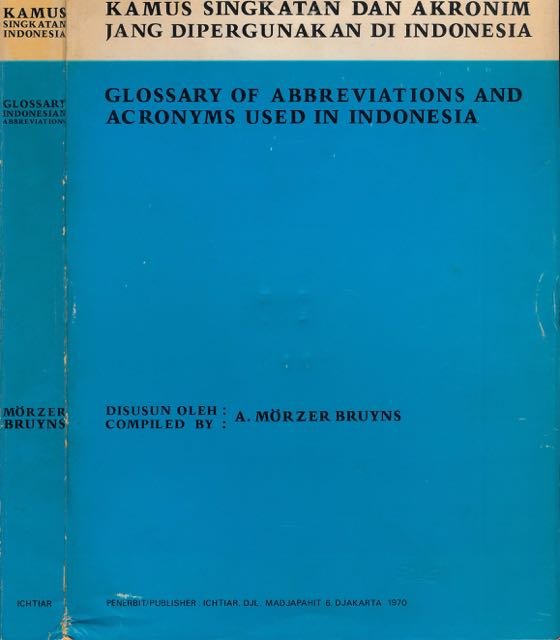 KAMUS
SINGKATAN
INDONESIA
GLOSSARY
INDONESIAN
ABBREVIATIONS
MÖRZER
BRUYNS
ICHTIAR
KAMUS SINGKATAN DAN AKRONIM
JANG DIPERGUNAKAN DI INDONESIA
GLOSSARY OF ABBREVIATIONS AND
ACRONYMS USED IN INDONESIA
DISUSUN OLEH :
COMPILED BY : A. MÖRZER BRUYNS
PENERBIT/PUBLISHER ICHTIAR. DJL. MADJAPAHIT 6. DJAKARTA 1970